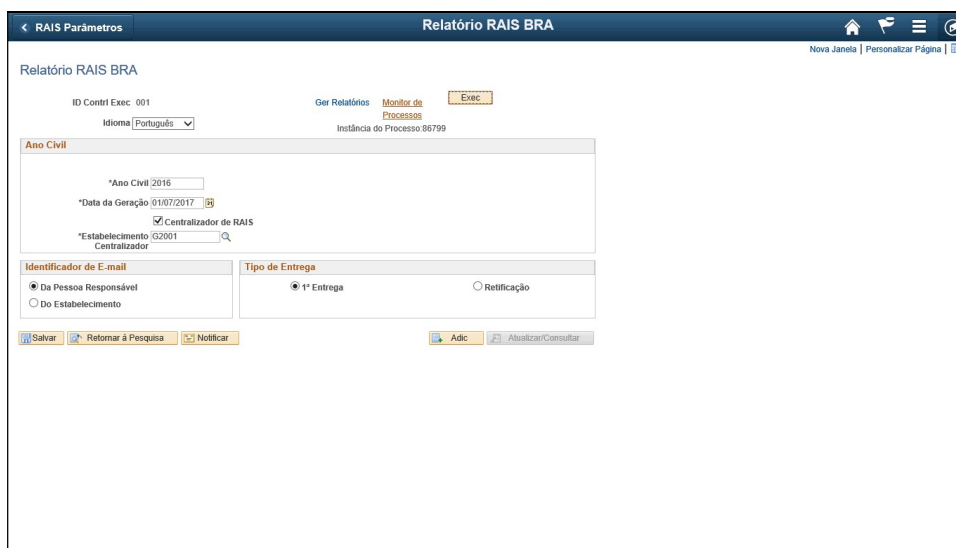 RAIS Parâmetros
Relatório RAIS BRA
Nova Janela | Personalizar Página |
Relatório RAIS BRA
ID Contrl Exec 001
Ger Relatórios
Monitor de Processos
Exec
Idioma Português
Instância do Processo:86799
Ano Civil
*Ano Civil 2016
*Data da Geração 01/07/2017
Centralizador de RAIS
*Estabelecimento Centralizador G2001
Identificador de E-mail
Tipo de Entrega
Da Pessoa Responsável
1ª Entrega
Retificação
Do Estabelecimento
Salvar
Retornar à Pesquisa
Notificar
Adic
Atualizar/Consultar